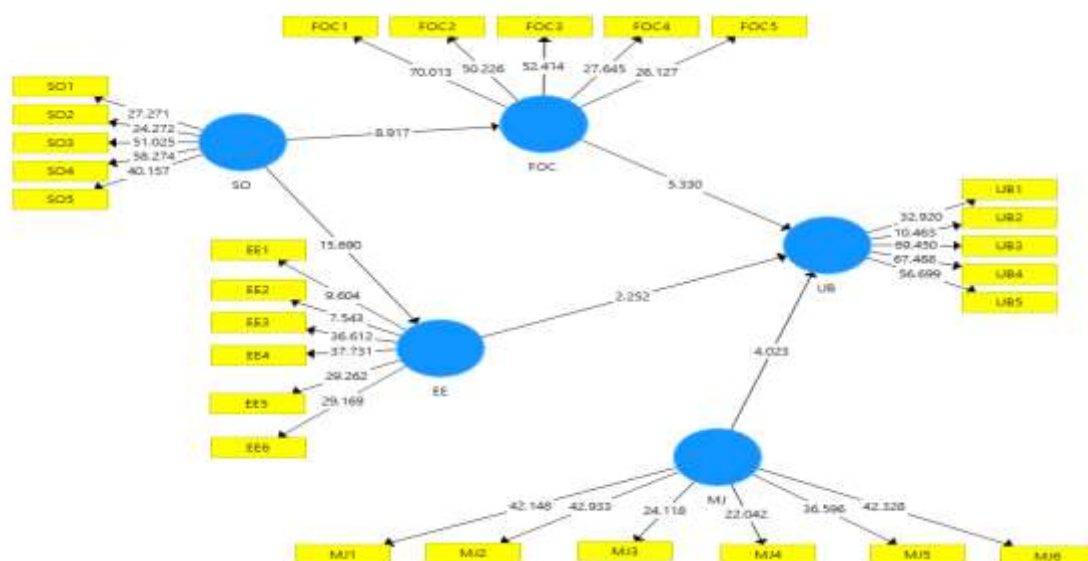 FOC1 FOC2 FOC3 FOC4 FOC5
70.013 50.226 52.414 27.645 28.127
SO1
SO2
SO3
SO4
SO5
27.271
34.272
51.025
58.274
40.157
SO
8.917
FOC
5.330
15.690
UB1
UB2
UB3
UB4
UB5
32.920
10.463
69.450
67.488
56.699
UB
EE1
EE2
EE3
EE4
EE5
EE6
9.604
7.543
36.612
37.731
29.262
29.169
EE
2.252
4.023
MJ
42.148 42.933 24.118 22.042 36.596 42.328
MJ1 MJ2 MJ3 MJ4 MJ5 MJ6